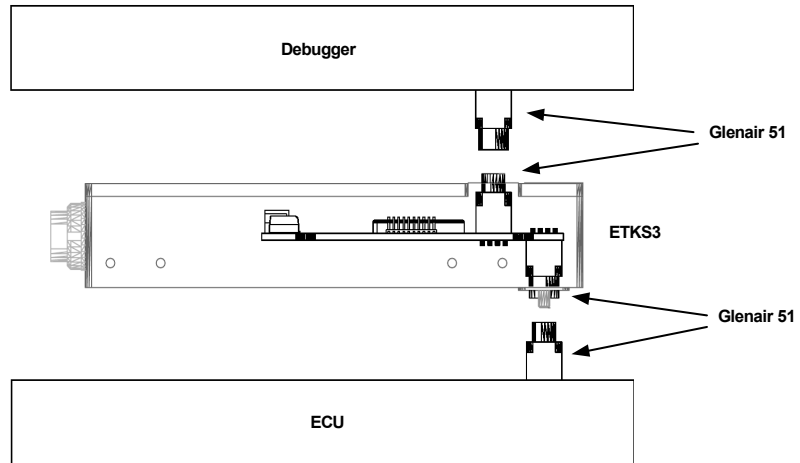 Debugger
Glenair 51
ETKS3
Glenair 51
ECU